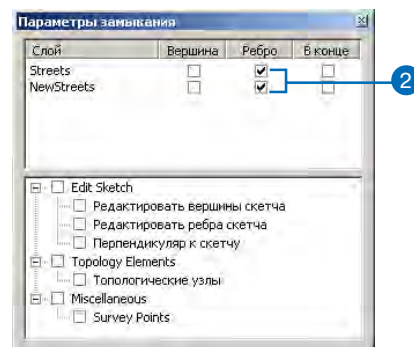 Параметры замыкания
Слой Вершина Ребро В конце
Streets
NewStreets
2
Edit Sketch
Редактировать вершины скетча
Редактировать ребра скетча
Перпендикуляр к скетчу
Topology Elements
Топологические узлы
Miscellaneous
Survey Points